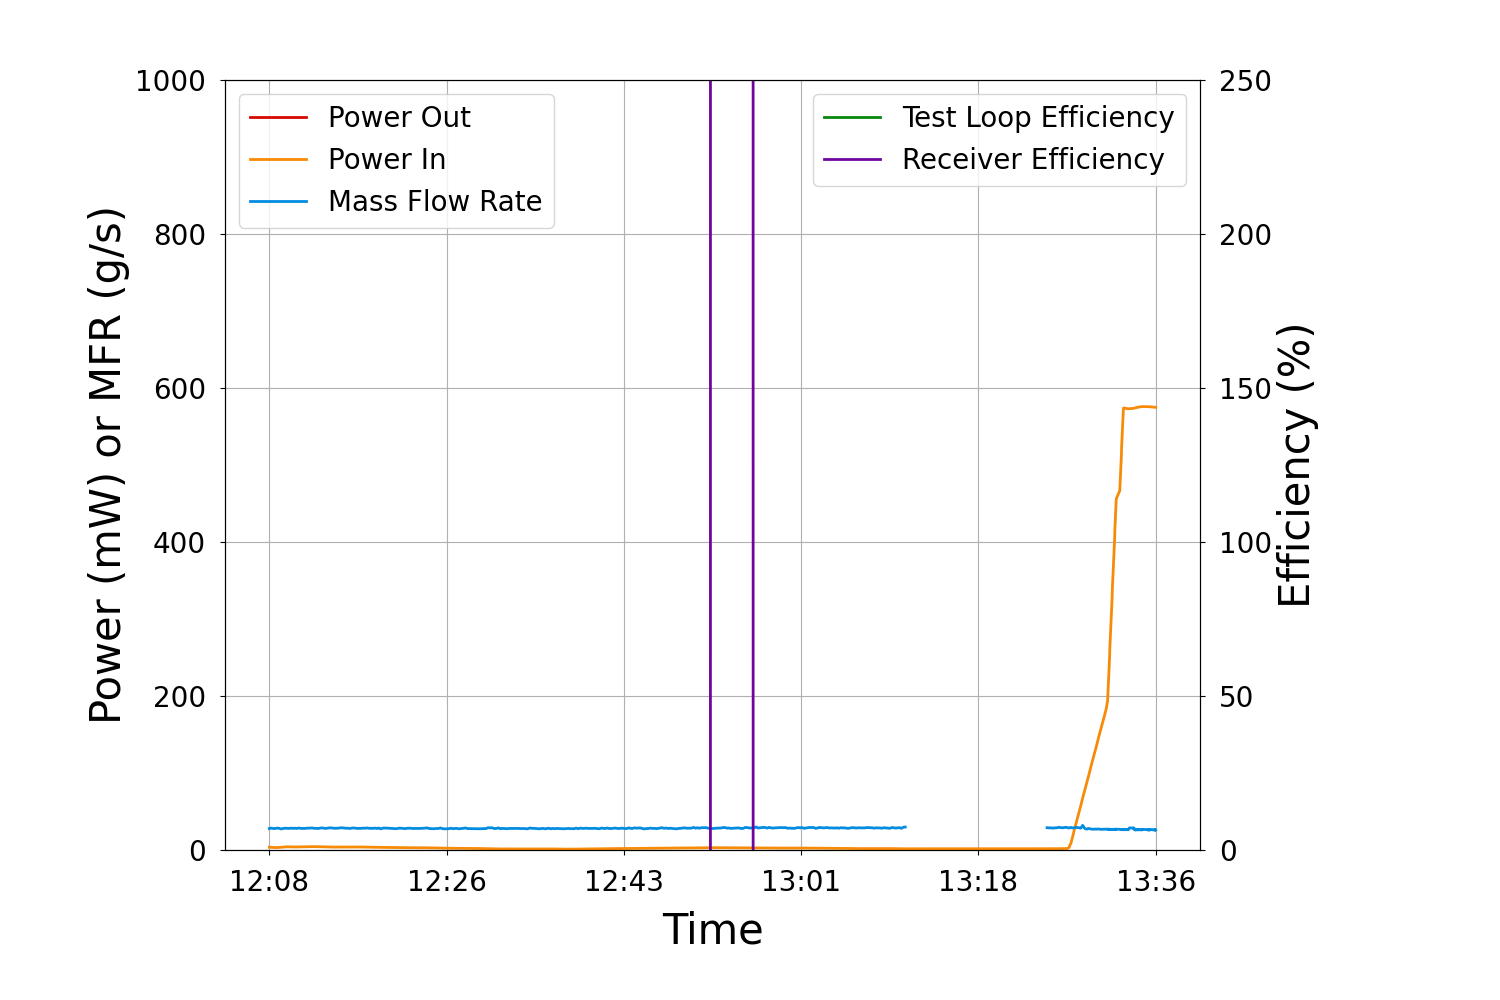 1000
800
600
400
200
0
Power (mW) or MFR (g/s)
Power Out
Power In
Mass Flow Rate
Test Loop Efficiency
Receiver Efficiency
250
200
150
100
50
0
Efficiency (%)
12:08 12:26 12:43 13:01 13:18 13:36
Time